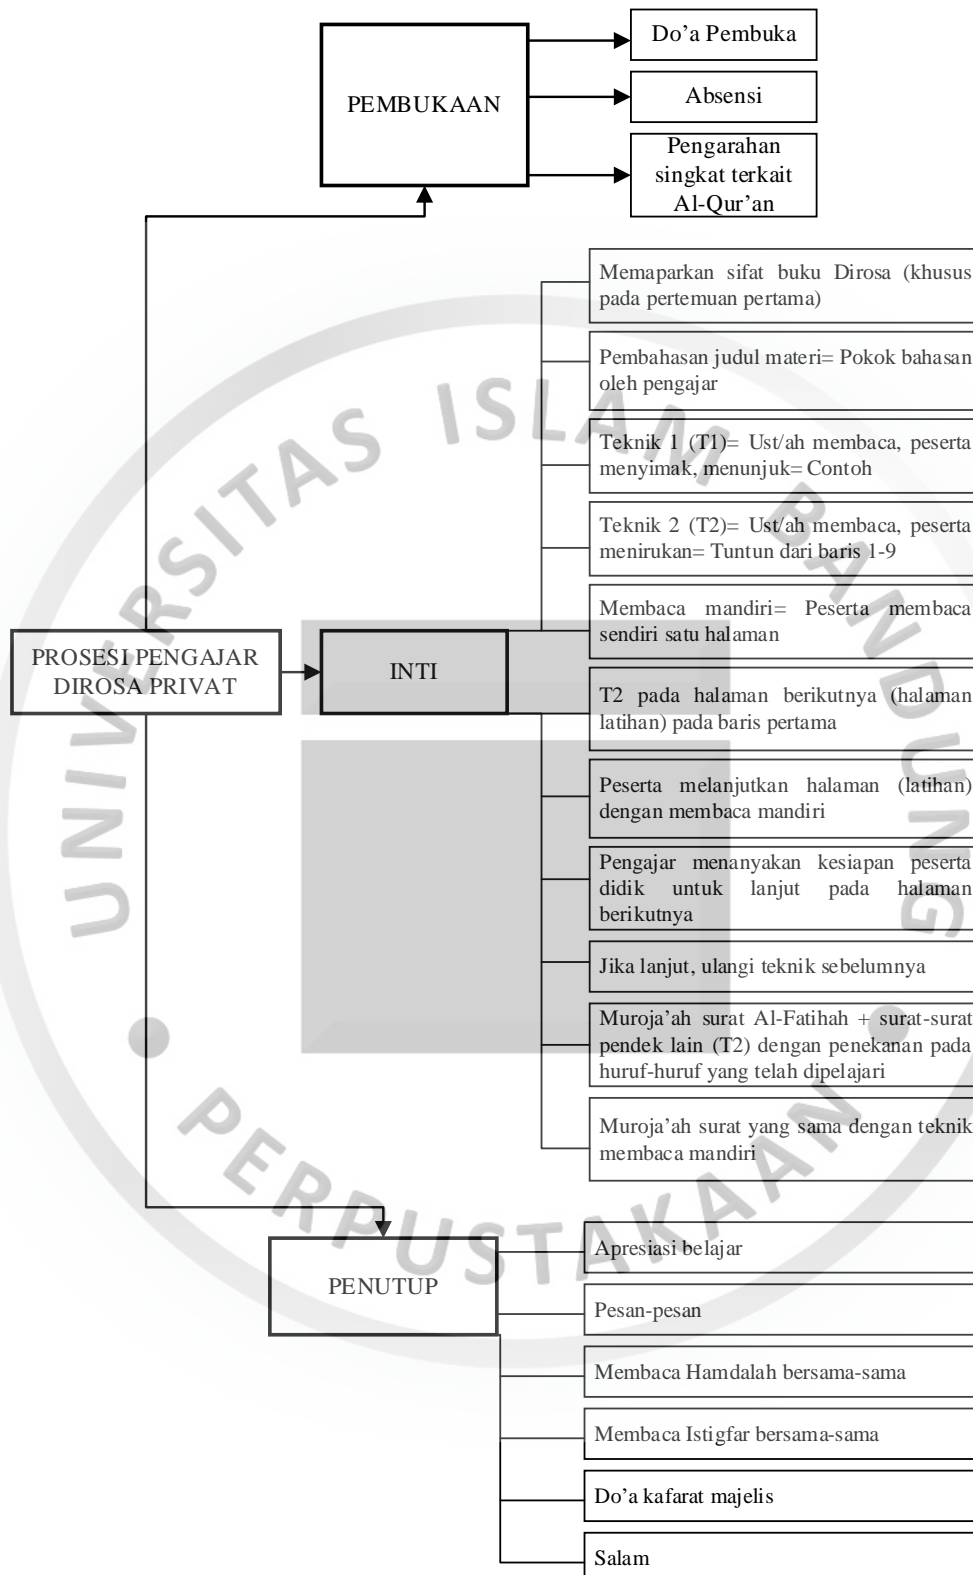 PEMBUKAAN
Do’a Pembuka
Absensi
Pengarahan
singkat terkait
Al-Qur’an
PROSESI PENGAJAR
DIROSA PRIVAT
INTI
Memaparkan sifat buku Dirosa (khusus
pada pertemuan pertama)
Pembahasan judul materi= Pokok bahasan
oleh pengajar
Teknik 1 (T1)= Ust/ah membaca, peserta
menyimak, menunjuk= Contoh
Teknik 2 (T2)= Ust/ah membaca, peserta
menirukan= Tuntun dari baris 1-9
Membaca mandiri= Peserta membaca
sendiri satu halaman
T2 pada halaman berikutnya (halaman
latihan) pada baris pertama
Peserta melanjutkan halaman (latihan)
dengan membaca mandiri
Pengajar menanyakan kesiapan peserta
didik untuk lanjut pada halaman
berikutnya
Jika lanjut, ulangi teknik sebelumnya
Muroja’ah surat Al-Fatihah + surat-surat
pendek lain (T2) dengan penekanan pada
huruf-huruf yang telah dipelajari
Muroja’ah surat yang sama dengan teknik
membaca mandiri
PENUTUP
Apresiasi belajar
Pesan-pesan
Membaca Hamdalah bersama-sama
Membaca Istigfar bersama-sama
Do’a kafarat majelis
Salam
UNIVERSITAS ISLAM BANDUNG
PERPUSTAKAAN